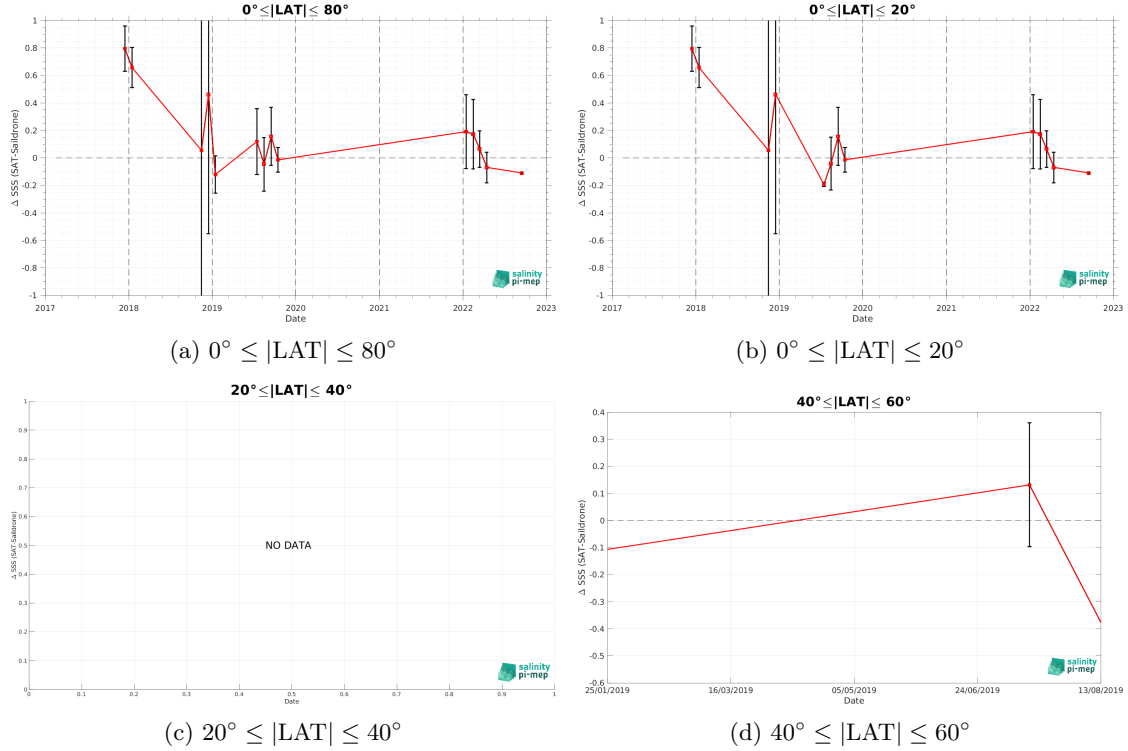 0°≤|LAT|≤ 80°
1
0.8
0.6
0.4
0.2
0
-0.2
-0.4
-0.6
-0.8
-1
Δ SSS (SAT-Saildrone)
2017
2018
2019
2020
2021
2022
2023
Date
salinity
pi-mep
(a) 0° ≤ |LAT| ≤ 80°
0°≤|LAT|≤ 20°
1
0.8
0.6
0.4
0.2
0
-0.2
-0.4
-0.6
-0.8
-1
Δ SSS (SAT-Saildrone)
2017
2018
2019
2020
2021
2022
2023
Date
salinity
pi-mep
(b) 0° ≤ |LAT| ≤ 20°
20°≤|LAT|≤ 40°
1
0.9
0.8
0.7
0.6
0.5
0.4
0.3
0.2
0.1
0
Δ SSS (SAT-Saildrone)
NO DATA
0
0.1
0.2
0.3
0.4
0.5
0.6
0.7
0.8
0.9
1
Date
salinity
pi-mep
(c) 20° ≤ |LAT| ≤ 40°
40°≤|LAT|≤ 60°
0.4
0.3
0.2
0.1
0
-0.1
-0.2
-0.3
-0.4
-0.5
-0.6
Δ SSS (SAT-Saildrone)
25/01/2019
16/03/2019
05/05/2019
24/06/2019
13/08/2019
Date
salinity
pi-mep
(d) 40° ≤ |LAT| ≤ 60°